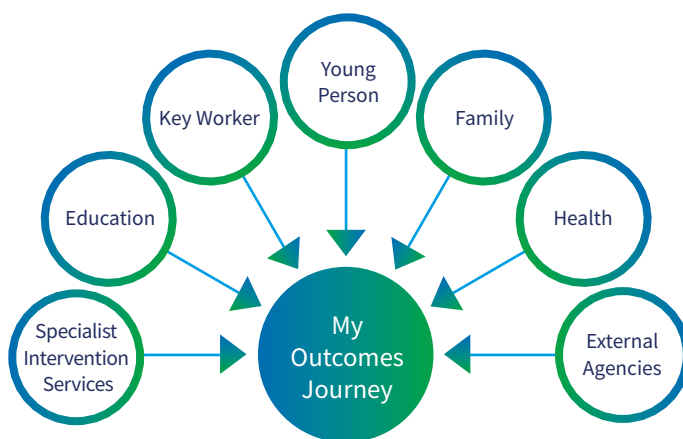 Young
Person
Key Worker
Family
Education
Health
Specialist
Intervention
Services
My
Outcomes
Journey
External
Agencies